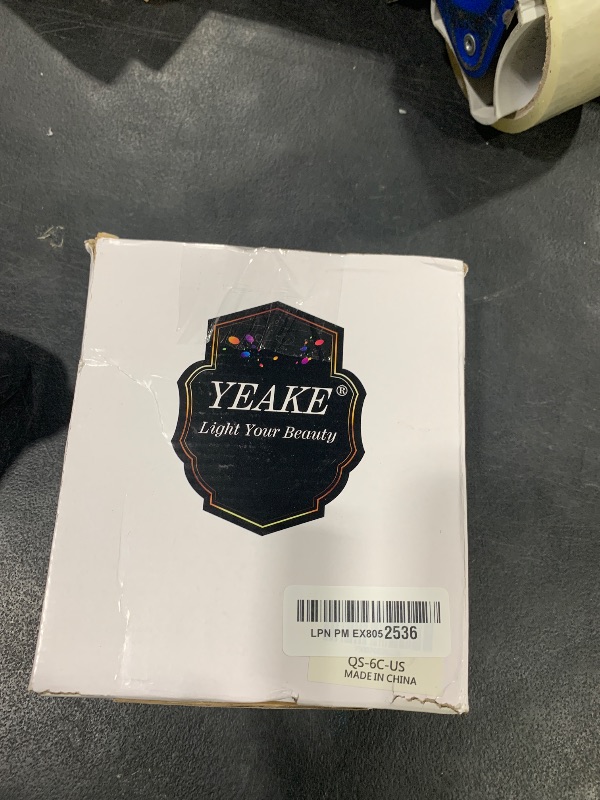 YEAKE®
Light Your Beauty
LPN PM EX8052536
QS-6C-US
MADE IN CHINA